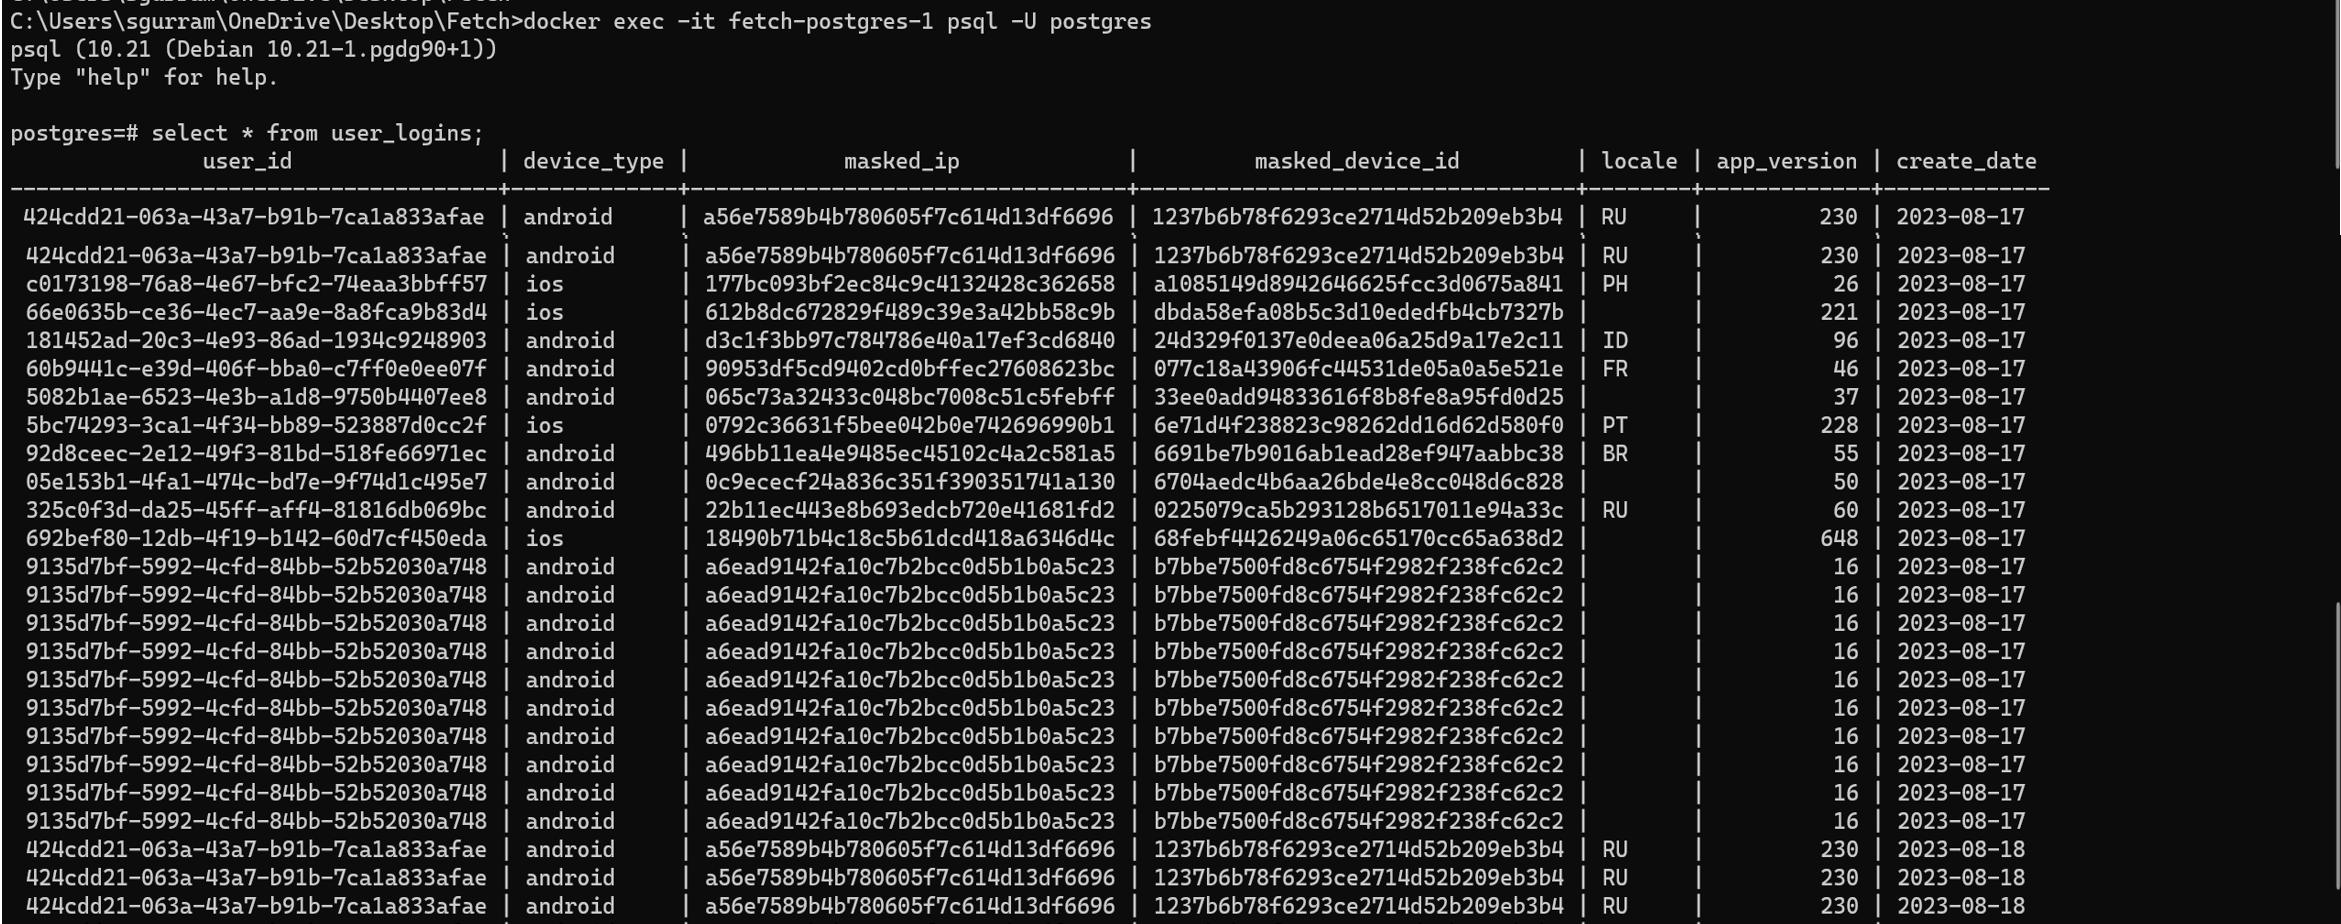 C:\Users\sgurram\OneDrive\Desktop\Fetch>docker exec -it fetch-postgres-1 psql -U postgres
psql (10.21 (Debian 10.21-1.pgdg90+1))
Type "help" for help.
postgres=# select * from user_logins;
user_id | device_type | masked_ip | masked_device_id | locale | app_version | create_date
424cdd21-063a-43a7-b91b-7ca1a833afae | android | a56e7589b4b780605f7c614d13df6696 | 1237b6b78f6293ce2714d52b209eb3b4 | RU | 230 | 2023-08-17
424cdd21-063a-43a7-b91b-7ca1a833afae | android | a56e7589b4b780605f7c614d13df6696 | 1237b6b78f6293ce2714d52b209eb3b4 | RU | 230 | 2023-08-17
c0173198-76a8-4e67-bfc2-74eaa3bbff57 | ios | 177bc093bf2ec84c9c4132428c362658 | a1085149d8942646625fcc3d0675a841 | PH | 26 | 2023-08-17
66e0635b-ce36-4ec7-aa9e-8a8fca9b83d4 | ios | 612b8dc672829f489c39e3a42bb58c9b | dbda58efa08b5c3d10ededfb4cb7327b | | 221 | 2023-08-17
181452ad-20c3-4e93-86ad-1934c9248903 | android | d3c1f3bb97c784786e40a17ef3cd6840 | 24d329f0137e0deea06a25d9a17e2c11 | ID | 96 | 2023-08-17
60b9441c-e39d-406f-bba0-c7ff0e0ee07f | android | 90953df5cd9402cd0bffec27608623bc | 077c18a43906fc44531de05a0a5e521e | FR | 46 | 2023-08-17
5082b1ae-6523-4e3b-a1d8-9750b4407ee8 | android | 065c73a32433c048bc7008c51c5febff | 33ee0add94833616f8b8fe8a95fd0d25 | | 37 | 2023-08-17
5bc74293-3ca1-4f34-bb89-523887d0cc2f | ios | 0792c36631f5bee042b0e742696990b1 | 6e71d4f238823c98262dd16d62d580f0 | PT | 228 | 2023-08-17
92d8ceec-2e12-49f3-81bd-518fe66971ec | android | 496bb11ea4e9485ec45102c4a2c581a5 | 6691be7b9016ab1ead28ef947aabbc38 | BR | 55 | 2023-08-17
05e153b1-4fa1-474c-bd7e-9f74d1c495e7 | android | 0c9ececf24a836c351f390351741a130 | 6704aedc4b6aa26bde4e8cc048d6c828 | | 50 | 2023-08-17
325c0f3d-da25-45ff-aff4-81816db069bc | android | 22b11ec443e8b693edcb720e41681fd2 | 0225079ca5b293128b6517011e94a33c | RU | 60 | 2023-08-17
692bef80-12db-4f19-b142-60d7cf450eda | ios | 18490b71b4c18c5b61dcd418a6346d4c | 68febf4426249a06c65170cc65a638d2 | | 648 | 2023-08-17
9135d7bf-5992-4cfd-84bb-52b52030a748 | android | a6ead9142fa10c7b2bcc0d5b1b0a5c23 | b7bbe7500fd8c6754f2982f238fc62c2 | | 16 | 2023-08-17
9135d7bf-5992-4cfd-84bb-52b52030a748 | android | a6ead9142fa10c7b2bcc0d5b1b0a5c23 | b7bbe7500fd8c6754f2982f238fc62c2 | | 16 | 2023-08-17
9135d7bf-5992-4cfd-84bb-52b52030a748 | android | a6ead9142fa10c7b2bcc0d5b1b0a5c23 | b7bbe7500fd8c6754f2982f238fc62c2 | | 16 | 2023-08-17
9135d7bf-5992-4cfd-84bb-52b52030a748 | android | a6ead9142fa10c7b2bcc0d5b1b0a5c23 | b7bbe7500fd8c6754f2982f238fc62c2 | | 16 | 2023-08-17
9135d7bf-5992-4cfd-84bb-52b52030a748 | android | a6ead9142fa10c7b2bcc0d5b1b0a5c23 | b7bbe7500fd8c6754f2982f238fc62c2 | | 16 | 2023-08-17
9135d7bf-5992-4cfd-84bb-52b52030a748 | android | a6ead9142fa10c7b2bcc0d5b1b0a5c23 | b7bbe7500fd8c6754f2982f238fc62c2 | | 16 | 2023-08-17
9135d7bf-5992-4cfd-84bb-52b52030a748 | android | a6ead9142fa10c7b2bcc0d5b1b0a5c23 | b7bbe7500fd8c6754f2982f238fc62c2 | | 16 | 2023-08-17
9135d7bf-5992-4cfd-84bb-52b52030a748 | android | a6ead9142fa10c7b2bcc0d5b1b0a5c23 | b7bbe7500fd8c6754f2982f238fc62c2 | | 16 | 2023-08-17
9135d7bf-5992-4cfd-84bb-52b52030a748 | android | a6ead9142fa10c7b2bcc0d5b1b0a5c23 | b7bbe7500fd8c6754f2982f238fc62c2 | | 16 | 2023-08-17
9135d7bf-5992-4cfd-84bb-52b52030a748 | android | a6ead9142fa10c7b2bcc0d5b1b0a5c23 | b7bbe7500fd8c6754f2982f238fc62c2 | | 16 | 2023-08-17
424cdd21-063a-43a7-b91b-7ca1a833afae | android | a56e7589b4b780605f7c614d13df6696 | 1237b6b78f6293ce2714d52b209eb3b4 | RU | 230 | 2023-08-18
424cdd21-063a-43a7-b91b-7ca1a833afae | android | a56e7589b4b780605f7c614d13df6696 | 1237b6b78f6293ce2714d52b209eb3b4 | RU | 230 | 2023-08-18
424cdd21-063a-43a7-b91b-7ca1a833afae | android | a56e7589b4b780605f7c614d13df6696 | 1237b6b78f6293ce2714d52b209eb3b4 | RU | 230 | 2023-08-18